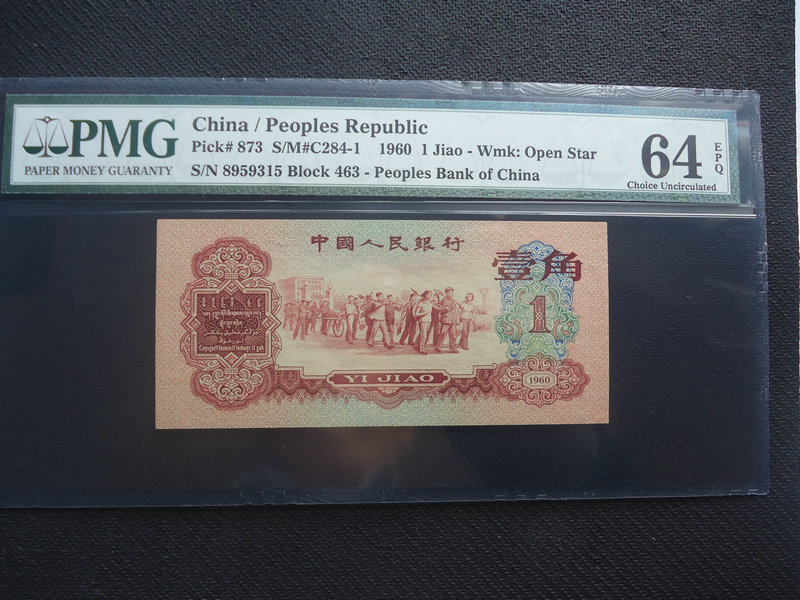 PMG
PAPER MONEY GUARANTY
China / Peoples Republic
Pick# 873 S/M#C284-1 1960 1 Jiao - Wmk: Open Star
S/N 8959315 Block 463 - Peoples Bank of China
64
EPQ
Choice Uncirculated
中國人民銀行
壹角
1
YI JIAO
1960